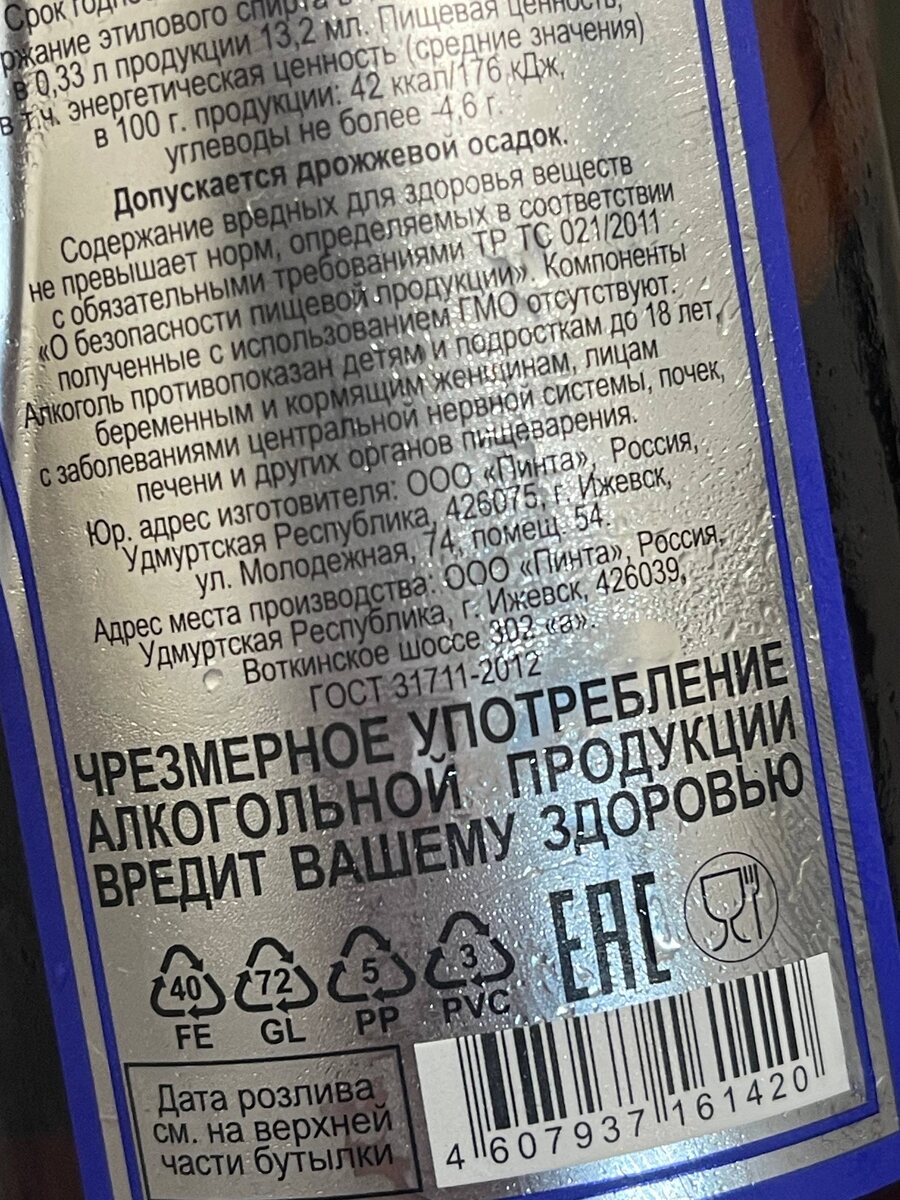 Срок годно
ржание этилового спирта в
в 0,33 л продукции 13,2 мл. Пищевая ценность,
в т.ч. энергетическая ценность (средние значения)
в 100 г. продукции: 42 ккал/176 кДж,
углеводы не более -4,6 г.
Допускается дрожжевой осадок.
Содержание вредных для здоровья веществ
не превышает норм, определяемых в соответствии
с обязательными требованиями ТР ТС 021/2011
«О безопасности пищевой продукции». Компоненты
полученные с использованием ГМО отсутствуют.
Алкоголь противопоказан детям и подросткам до 18 лет,
беременным и кормящим женщинам, лицам
с заболеваниями центральной нервной системы, почек,
печени и других органов пищеварения.
Юр. адрес изготовителя: ООО «Пинта», Россия,
Удмуртская Республика, 426075, г. Ижевск,
ул. Молодежная, 74, помещ. 54.
Адрес места производства: ООО «Пинта», Россия,
Удмуртская Республика, г. Ижевск, 426039,
Воткинское шоссе 302 «а».
ГОСТ 31711-2012
ЧРЕЗМЕРНОЕ УПОТРЕБЛЕНИЕ
АЛКОГОЛЬНОЙ ПРОДУКЦИИ
ВРЕДИТ ВАШЕМУ ЗДОРОВЬЮ
EAC
40 72 5 3
FE GL PP PVC
Дата розлива
см. на верхней
части бутылки
4 607937 161420